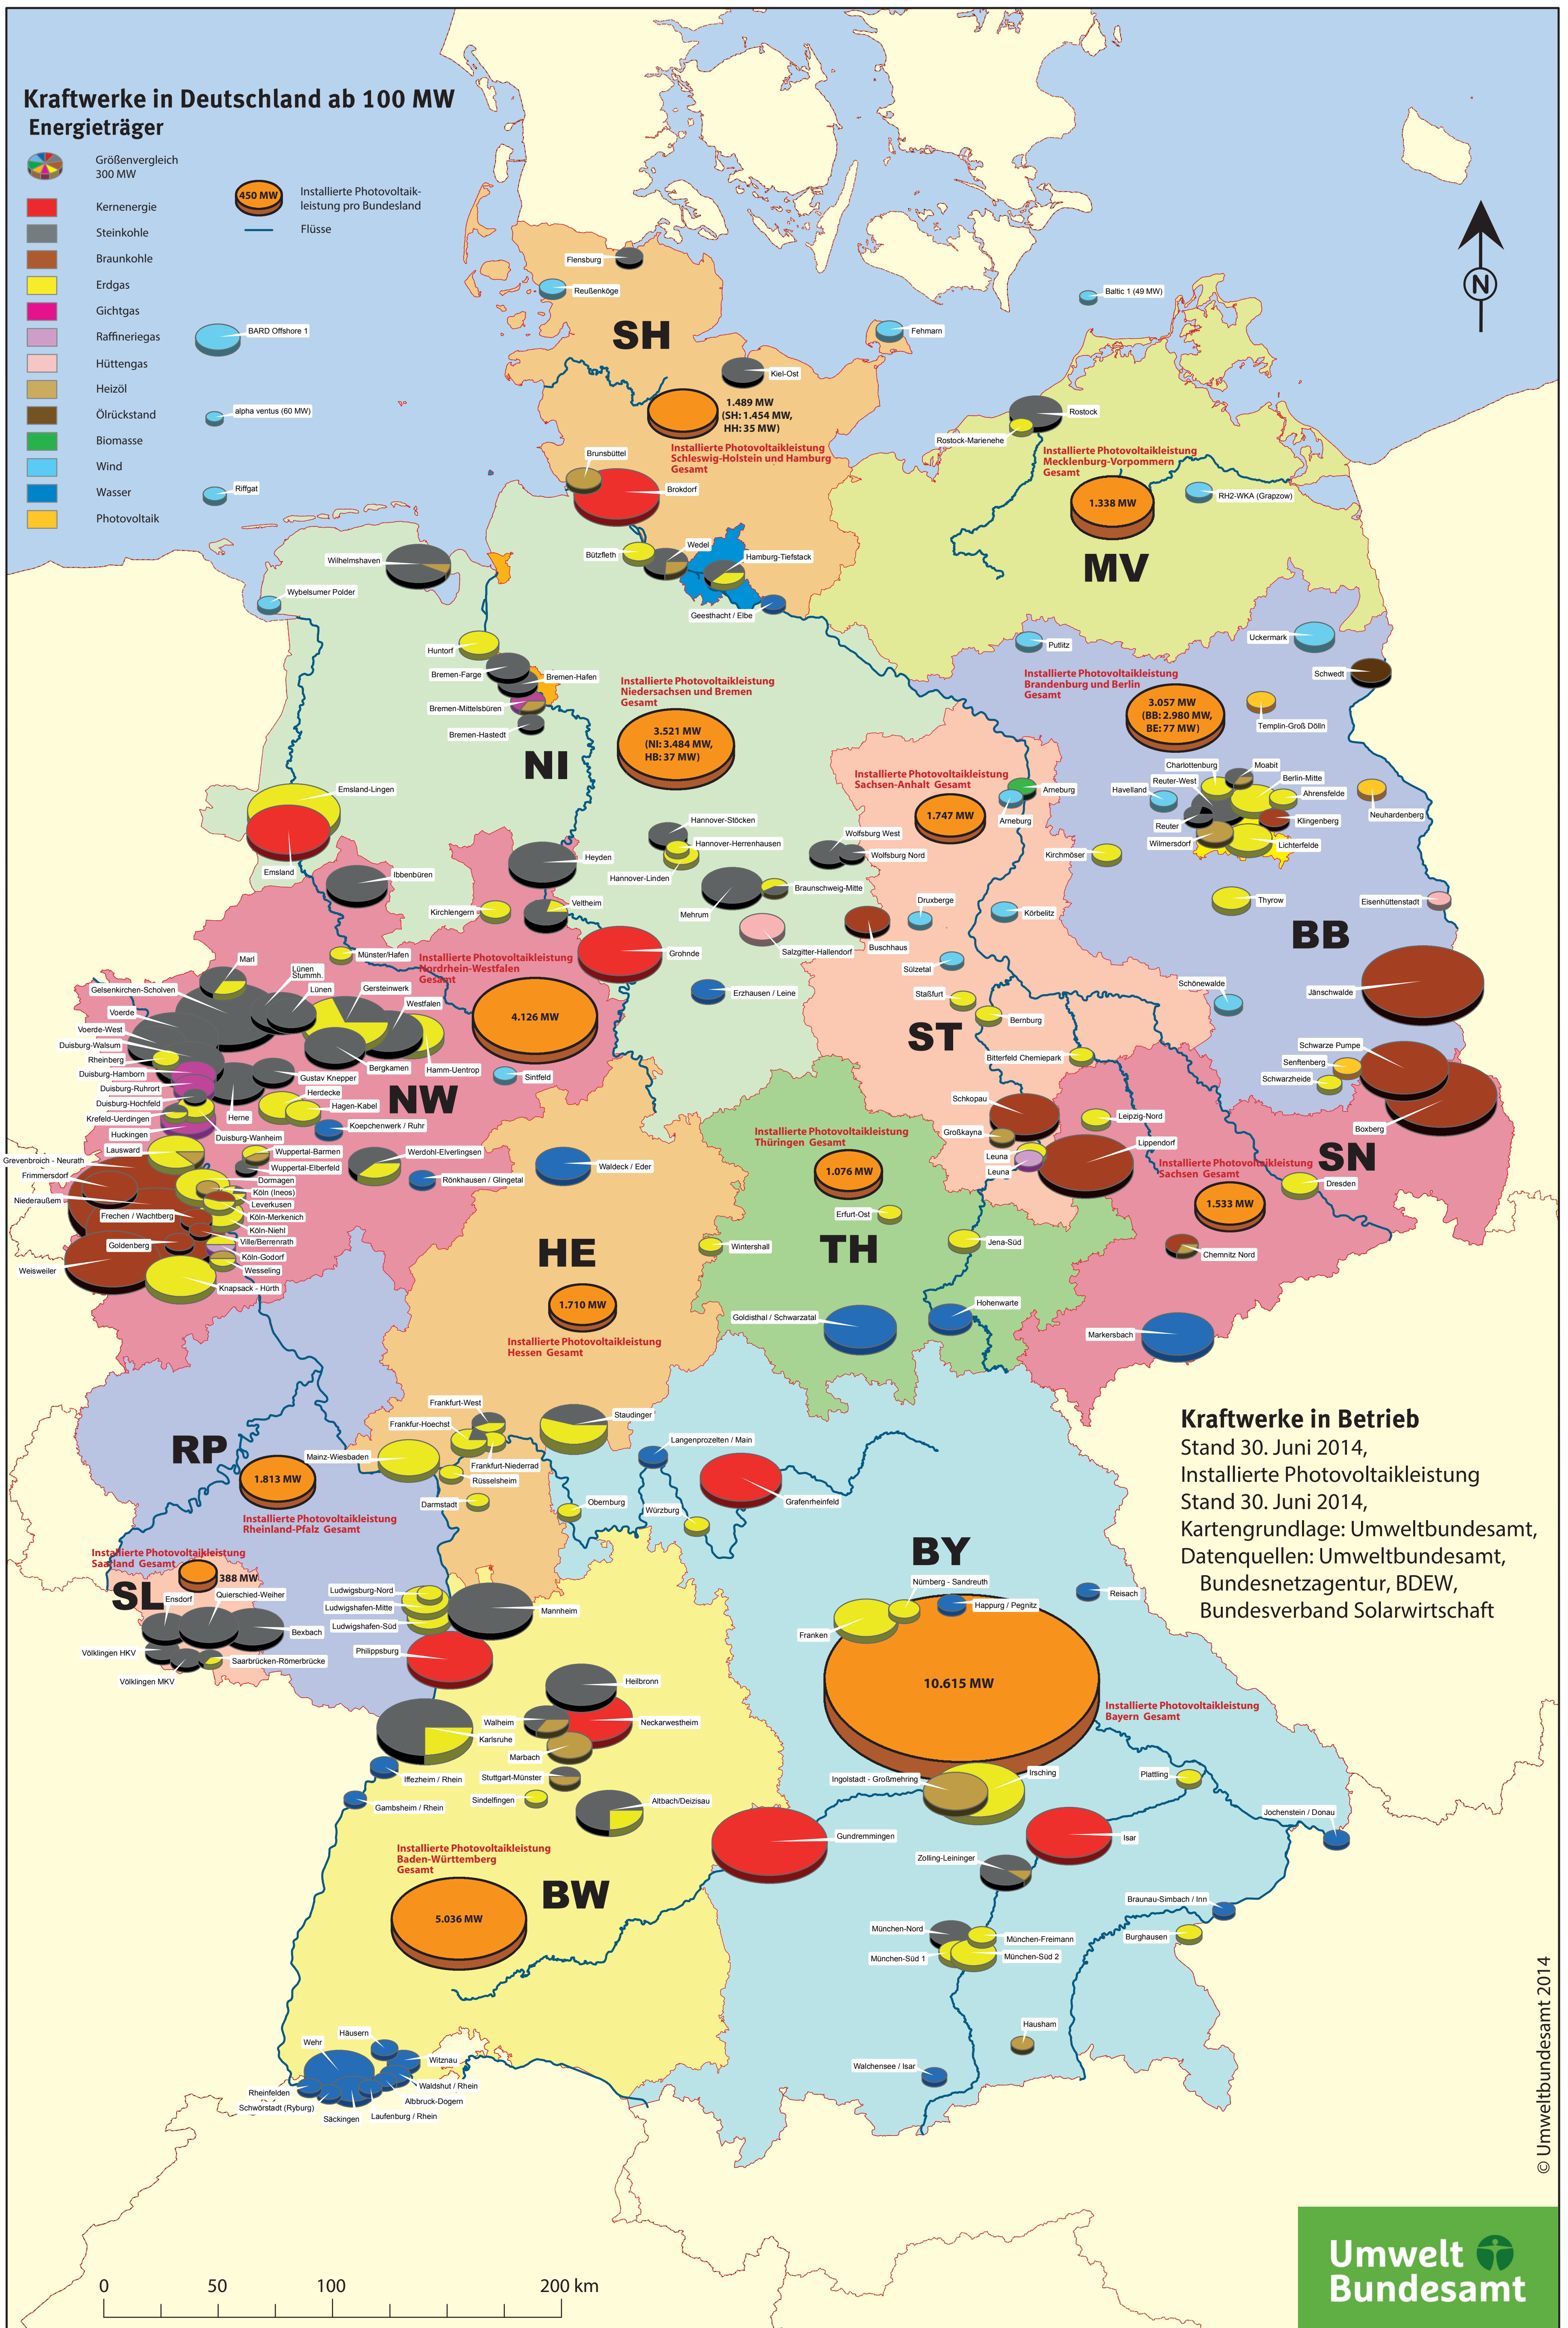 Kraftwerke in Deutschland ab 100 MW
Energieträger
Größenvergleich
300 MW
450 MW
Installierte Photovoltaik-
leistung pro Bundesland
Flüsse
Kernenergie
Steinkohle
Braunkohle
Erdgas
Gichtgas
Raffineriegas
Hüttengas
Heizöl
Ölrückstand
Biomasse
Wind
Wasser
Photovoltaik
BARD Offshore 1
alpha ventus (60 MW)
Riffgat
N
Flensburg
Reußenköge
SH
Baltic 1 (49 MW)
Fehmarn
Kiel-Ost
1.489 MW
(SH: 1.454 MW,
HH: 35 MW)
Installierte Photovoltaikleistung
Schleswig-Holstein und Hamburg
Gesamt
Rostock
Rostock-Marienehe
Installierte Photovoltaikleistung
Mecklenburg-Vorpommern
Gesamt
1.338 MW
RH2-WKA (Grapzow)
MV
Brunsbüttel
Brokdorf
Bützfleth
Wedel
Hamburg-Tiefstack
Geesthacht / Elbe
Wilhelmshaven
Wybelsumer Polder
Huntorf
Bremen-Farge
Bremen-Hafen
Bremen-Mittelsbüren
Bremen-Hastedt
NI
Installierte Photovoltaikleistung
Niedersachsen und Bremen
Gesamt
3.521 MW
(NI: 3.484 MW,
HB: 37 MW)
Putlitz
Uckermark
Schwedt
Installierte Photovoltaikleistung
Brandenburg und Berlin
Gesamt
3.057 MW
(BB: 2.980 MW,
BE: 77 MW)
Templin-Groß Dölln
Charlottenburg
Moabit
Reuter-West
Berlin-Mitte
Havelland
Ahrensfelde
Reuter
Klingenberg
Wilmersdorf
Lichterfelde
Neuhardenberg
Kirchmöser
Thyrow
Eisenhüttenstadt
BB
Installierte Photovoltaikleistung
Sachsen-Anhalt Gesamt
1.747 MW
Arneburg
Arneburg
Emsland-Lingen
Emsland
Ibbenbüren
Heyden
Hannover-Stöcken
Hannover-Herrenhausen
Hannover-Linden
Wolfsburg West
Wolfsburg Nord
Mehrum
Braunschweig-Mitte
Kirchlengern
Veltheim
Salzgitter-Hallendorf
Buschhaus
Druxberge
Körbelitz
Grohnde
Erzhausen / Leine
Sülzetal
Staßfurt
Bernburg
ST
Bitterfeld Chemiepark
Schönewalde
Jänschwalde
Schwarze Pumpe
Senftenberg
Schwarzheide
Boxberg
Münster/Hafen
Installierte Photovoltaikleistung
Nordrhein-Westfalen
Gesamt
4.126 MW
Marl
Lünen
Stummh.
Lünen
Gelsenkirchen-Scholven
Gersteinwerk
Westfalen
Voerde
Voerde-West
Duisburg-Walsum
Rheinberg
Duisburg-Hamborn
Duisburg-Ruhrort
Duisburg-Hochfeld
Krefeld-Uerdingen
Huckingen
Lausward
Bergkamen
Hamm-Uentrop
Gustav Knepper
Herne
Herdecke
Hagen-Kabel
Koepchenwerk / Ruhr
Duisburg-Wanheim
NW
Sintfeld
Wuppertal-Barmen
Wuppertal-Elberfeld
Werdohl-Elverlingsen
Rönkhausen / Glingetal
Waldeck / Eder
Grevenbroich - Neurath
Frimmersdorf
Niederaußem
Frechen / Wachtberg
Goldenberg
Weisweiler
Dormagen
Köln (Ineos)
Leverkusen
Köln-Merkenich
Köln-Niehl
Ville/Berrenrath
Köln-Godorf
Wesseling
Knapsack - Hürth
Schkopau
Großkayna
Leuna
Leuna
Leipzig-Nord
Lippendorf
SN
Installierte Photovoltaikleistung
Sachsen Gesamt
1.533 MW
Dresden
Chemnitz Nord
Markersbach
Installierte Photovoltaikleistung
Thüringen Gesamt
1.076 MW
Erfurt-Ost
TH
Jena-Süd
Wintershall
Goldisthal / Schwarzatal
Hohenwarte
HE
1.710 MW
Installierte Photovoltaikleistung
Hessen Gesamt
Frankfurt-West
Frankfur-Hoechst
Staudinger
Mainz-Wiesbaden
Frankfurt-Niederrad
Rüsselsheim
Darmstadt
Langenprozelten / Main
Grafenrheinfeld
Obernburg
Würzburg
RP
1.813 MW
Installierte Photovoltaikleistung
Rheinland-Pfalz Gesamt
Installierte Photovoltaikleistung
Saarland Gesamt
388 MW
SL
Ensdorf
Quierschied-Weiher
Bexbach
Völklingen HKV
Saarbrücken-Römerbrücke
Völklingen MKV
Ludwigsburg-Nord
Ludwigshafen-Mitte
Ludwigshafen-Süd
Mannheim
Philippsburg
Kraftwerke in Betrieb
Stand 30. Juni 2014,
Installierte Photovoltaikleistung
Stand 30. Juni 2014,
Kartengrundlage: Umweltbundesamt,
Datenquellen: Umweltbundesamt,
Bundesnetzagentur, BDEW,
Bundesverband Solarwirtschaft
BY
Nürnberg - Sandreuth
Happurg / Pegnitz
Reisach
Franken
10.615 MW
Installierte Photovoltaikleistung
Bayern Gesamt
Heilbronn
Walheim
Neckarwestheim
Karlsruhe
Marbach
Iffezheim / Rhein
Stuttgart-Münster
Gambsheim / Rhein
Sindelfingen
Altbach/Deizisau
Ingolstadt - Großmehring
Irsching
Plattling
Jochenstein / Donau
Gundremmingen
Isar
Zolling-Leininger
Installierte Photovoltaikleistung
Baden-Württemberg
Gesamt
BW
5.036 MW
Braunau-Simbach / Inn
München-Nord
München-Freimann
München-Süd 1
München-Süd 2
Burghausen
Hausham
Walchensee / Isar
Häusern
Wehr
Witznau
Rheinfelden
Waldshut / Rhein
Albbruck-Dogern
Schwörstadt (Ryburg)
Laufenburg / Rhein
Säckingen
© Umweltbundesamt 2014
0 50 100 200 km
Umwelt
Bundesamt